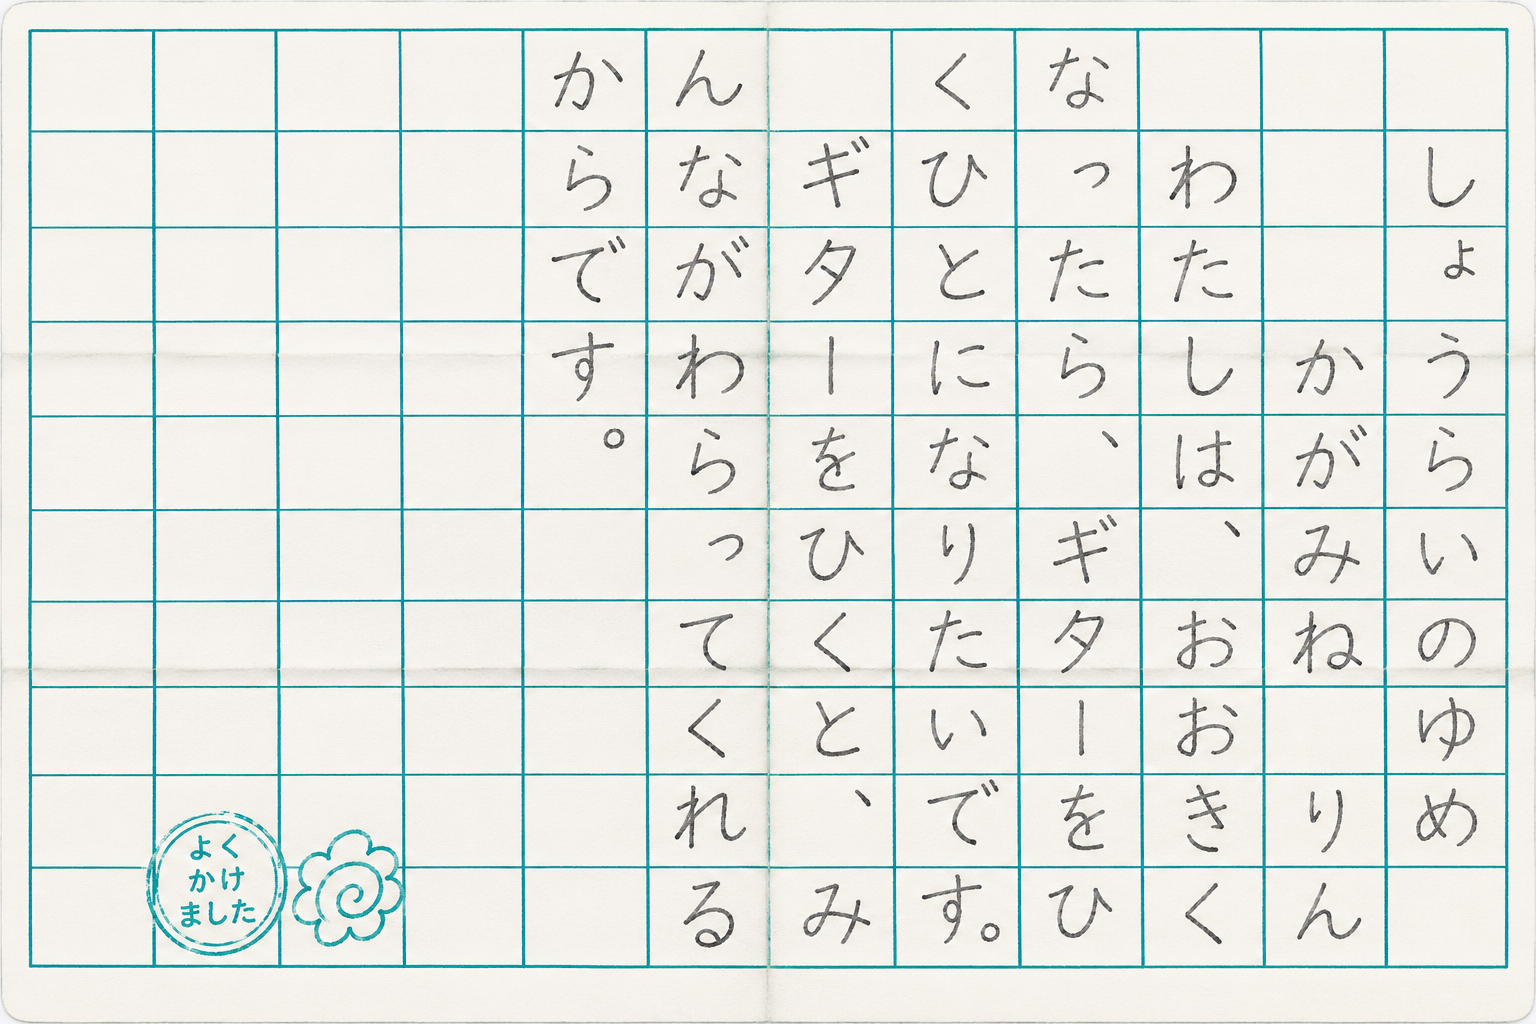 しょうらいのゆめ
かがみね　りん
わたしは、おおきく
なったら、ギターをひ
くひとになりたいです。
ギターをひくと、み
んながわらってくれる
からです。
よく
かけ
ました